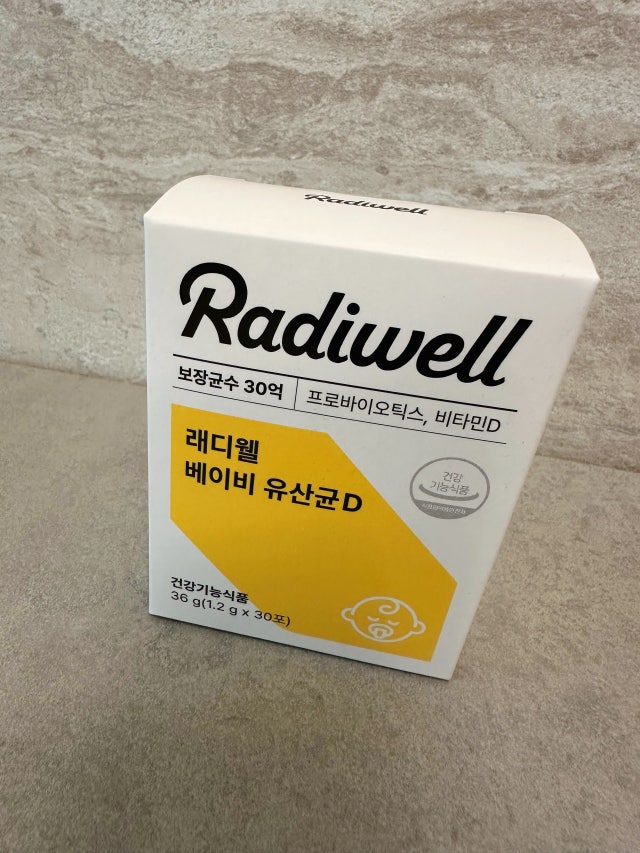 Radiwell
Radiwell
보장균수 30억
프로바이오틱스, 비타민D
래디웰
베이비 유산균 D
건강
기능식품
건강기능식품
36 g(1.2 g x 30포)